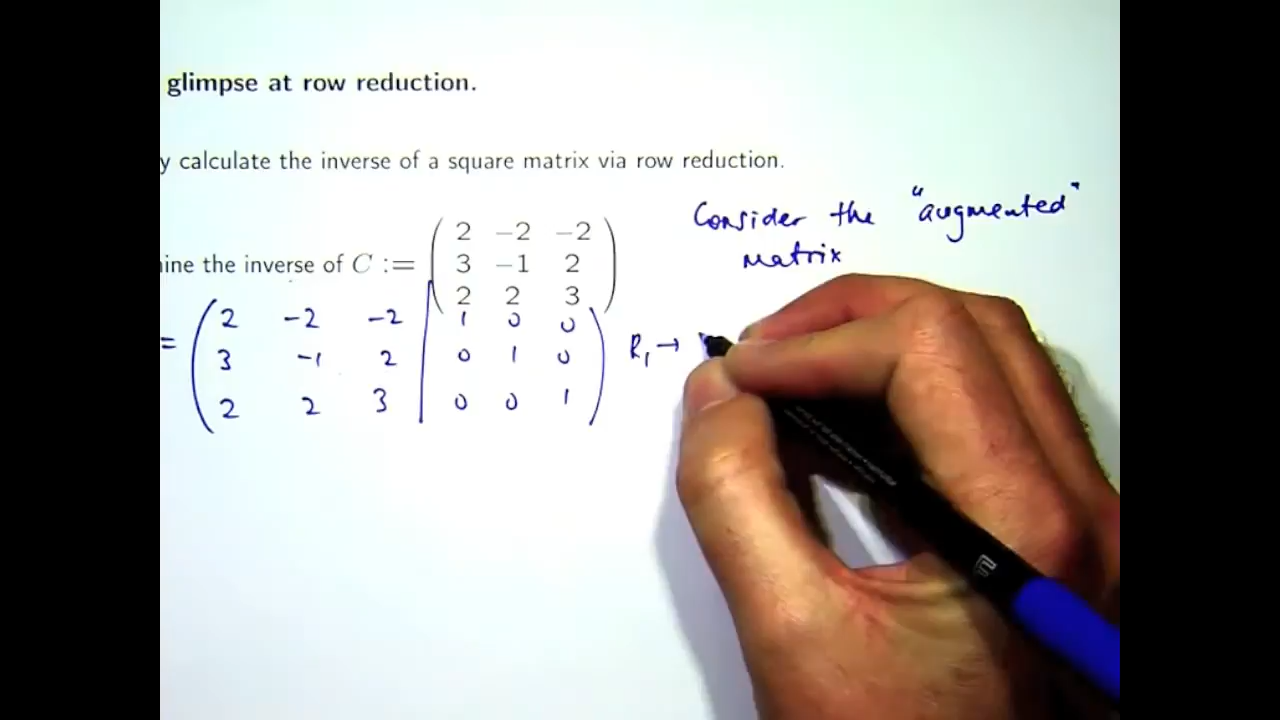 glimpse at row reduction.
y calculate the inverse of a square matrix via row reduction.
Consider the "augmented"
matrix
ine the inverse of C :=
2 −2 −2
3 −1 2
2 2 3
= 2 -2 -2 | 1 0 0
3 -1 2 | 0 1 0
2 2 3 | 0 0 1
R₁ →